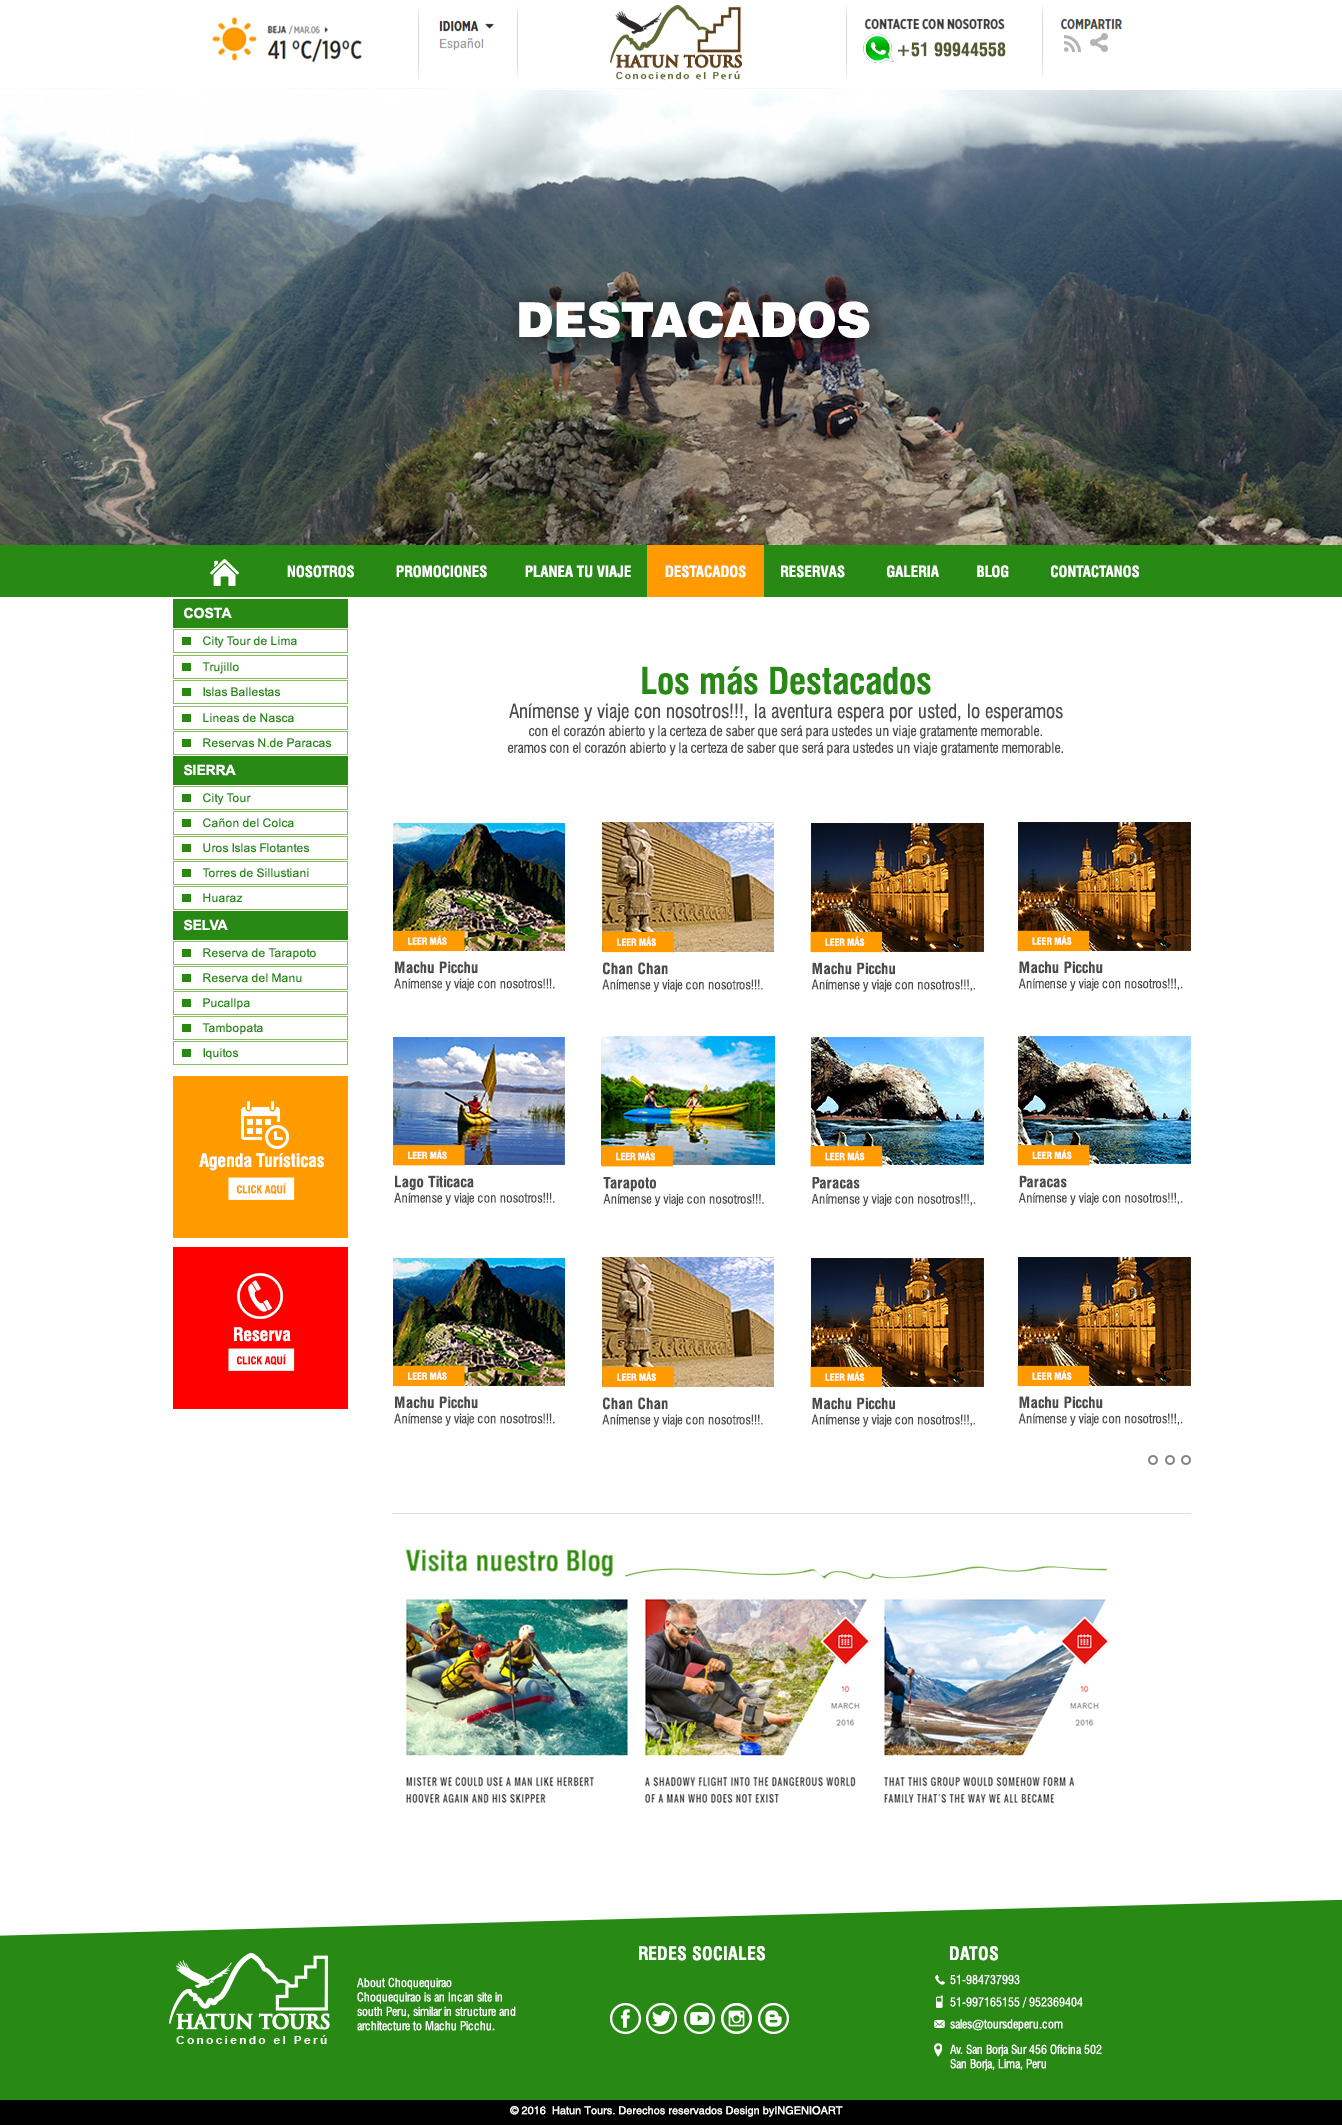 BEJA / MAR.06
41 ºC/19ºC
IDIOMA
Español
HATUN TOURS
Conociendo el Perú
CONTACTE CON NOSOTROS
+51 99944558
COMPARTIR
DESTACADOS
NOSOTROS PROMOCIONES PLANEA TU VIAJE DESTACADOS RESERVAS GALERIA BLOG CONTACTANOS
COSTA
City Tour de Lima
Trujillo
Islas Ballestas
Lineas de Nasca
Reservas N.de Paracas
SIERRA
City Tour
Cañon del Colca
Uros Islas Flotantes
Torres de Sillustiani
Huaraz
SELVA
Reserva de Tarapoto
Reserva del Manu
Pucallpa
Tambopata
Iquitos
Agenda Turísticas
CLICK AQUÍ
Reserva
CLICK AQUÍ
Los más Destacados
Anímense y viaje con nosotros!!!, la aventura espera por usted, lo esperamos
con el corazón abierto y la certeza de saber que será para ustedes un viaje gratamente memorable.
eramos con el corazón abierto y la certeza de saber que será para ustedes un viaje gratamente memorable.
LEER MÁS LEER MÁS LEER MÁS LEER MÁS
Machu Picchu Chan Chan Machu Picchu Machu Picchu
Anímense y viaje con nosotros!!!. Anímense y viaje con nosotros!!!. Anímense y viaje con nosotros!!!,. Anímense y viaje con nosotros!!!,.
LEER MÁS LEER MÁS LEER MÁS LEER MÁS
Lago Titicaca Tarapoto Paracas Paracas
Anímense y viaje con nosotros!!!. Anímense y viaje con nosotros!!!. Anímense y viaje con nosotros!!!,. Anímense y viaje con nosotros!!!,.
LEER MÁS LEER MÁS LEER MÁS LEER MÁS
Machu Picchu Chan Chan Machu Picchu Machu Picchu
Anímense y viaje con nosotros!!!. Anímense y viaje con nosotros!!!. Anímense y viaje con nosotros!!!,. Anímense y viaje con nosotros!!!,.
Visita nuestro Blog
10
MARCH
2016
10
MARCH
2016
MISTER WE COULD USE A MAN LIKE HERBERT
HOOVER AGAIN AND HIS SKIPPER
A SHADOWY FLIGHT INTO THE DANGEROUS WORLD
OF A MAN WHO DOES NOT EXIST
THAT THIS GROUP WOULD SOMEHOW FORM A
FAMILY THAT'S THE WAY WE ALL BECAME
HATUN TOURS
Conociendo el Perú
About Choquequirao
Choquequirao is an Incan site in
south Peru, similar in structure and
architecture to Machu Picchu.
REDES SOCIALES
DATOS
51-984737993
51-997165155 / 952369404
sales@toursdeperu.com
Av. San Borja Sur 456 Oficina 502
San Borja, Lima, Peru
© 2016 Hatun Tours. Derechos reservados Design byINGENIOART